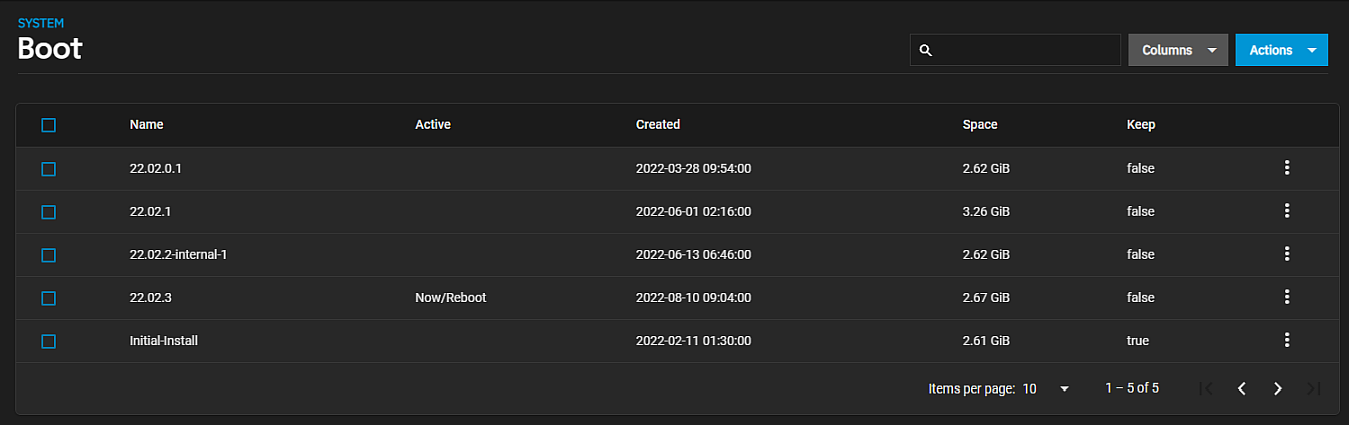 SYSTEM
Boot
Columns Actions
Name Active Created Space Keep
22.02.0.1 2022-03-28 09:54:00 2.62 GiB false
22.02.1 2022-06-01 02:16:00 3.26 GiB false
22.02.2-internal-1 2022-06-13 06:46:00 2.62 GiB false
22.02.3 Now/Reboot 2022-08-10 09:04:00 2.67 GiB false
Initial-Install 2022-02-11 01:30:00 2.61 GiB true
Items per page: 10 1 – 5 of 5